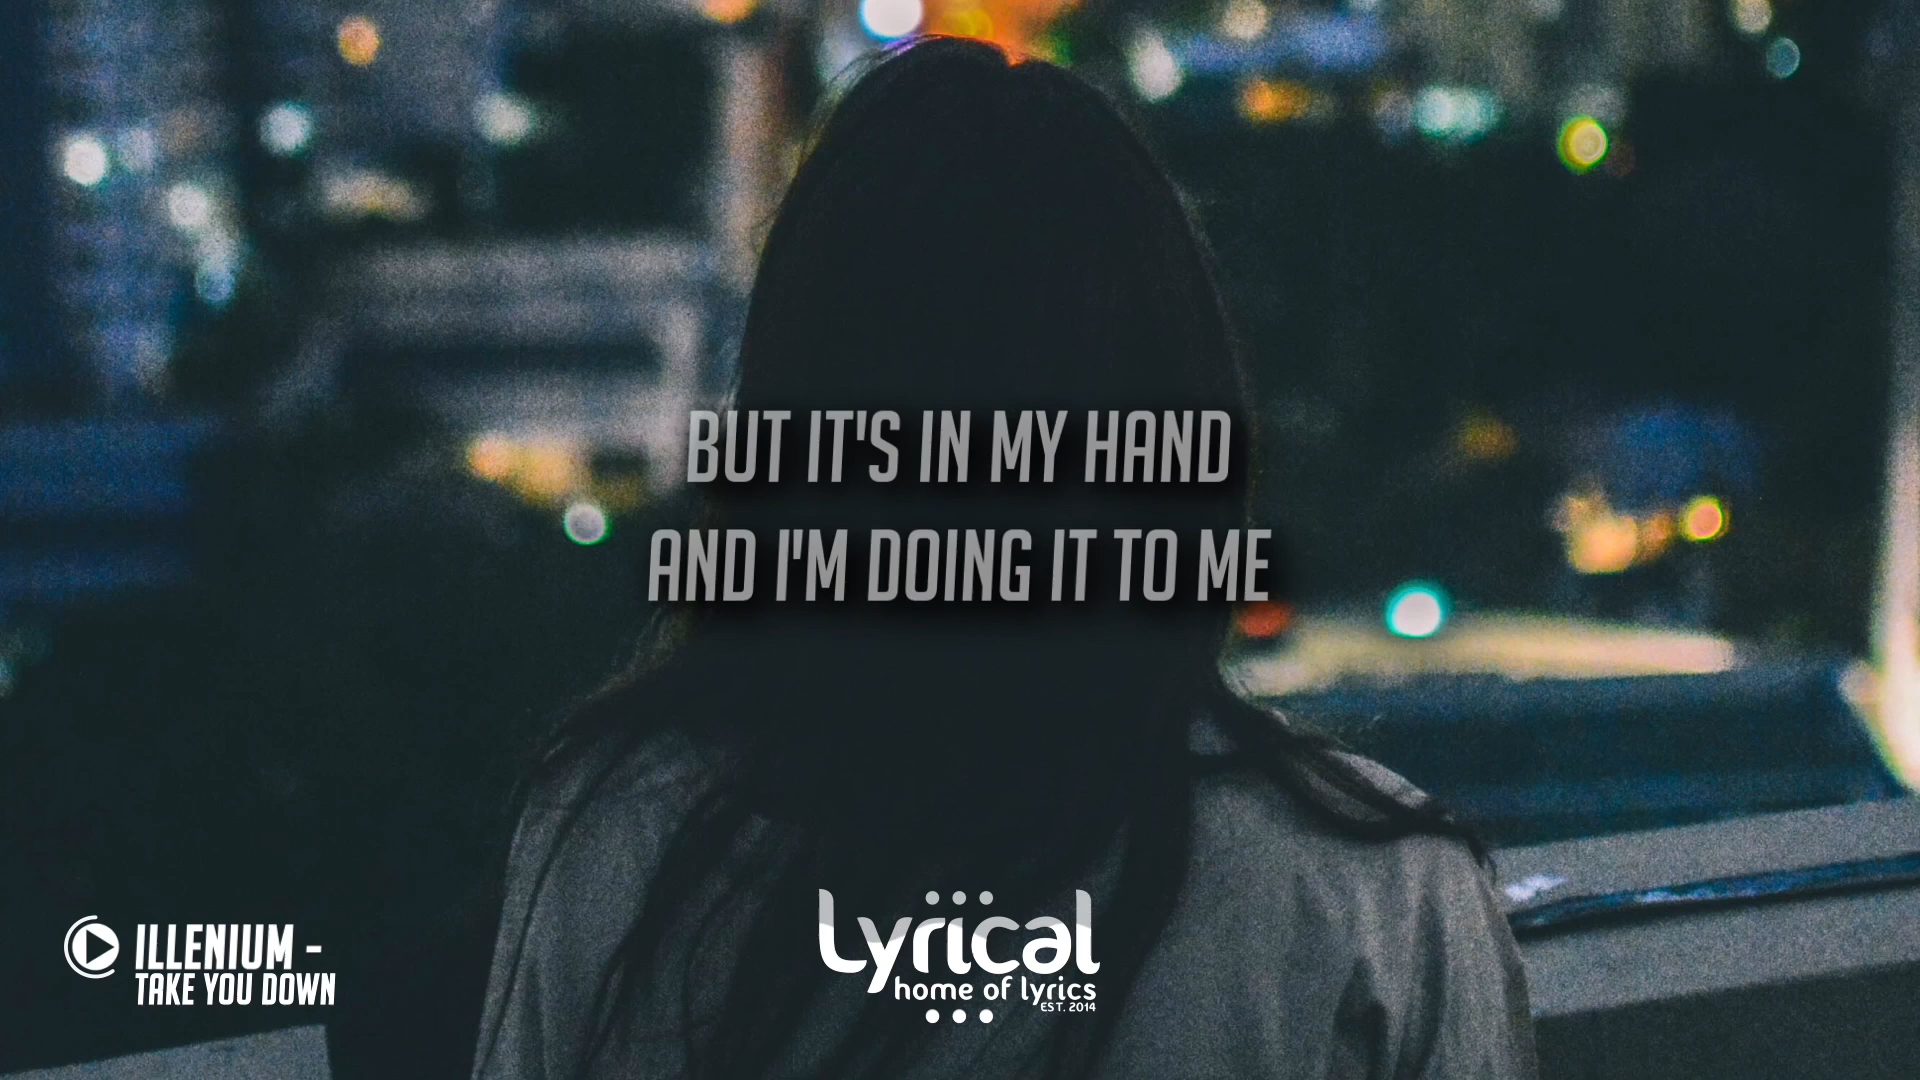 BUT IT'S IN MY HAND
AND I'M DOING IT TO ME
ILLENIUM -
TAKE YOU DOWN
Lyrical
home of lyrics
EST. 2014